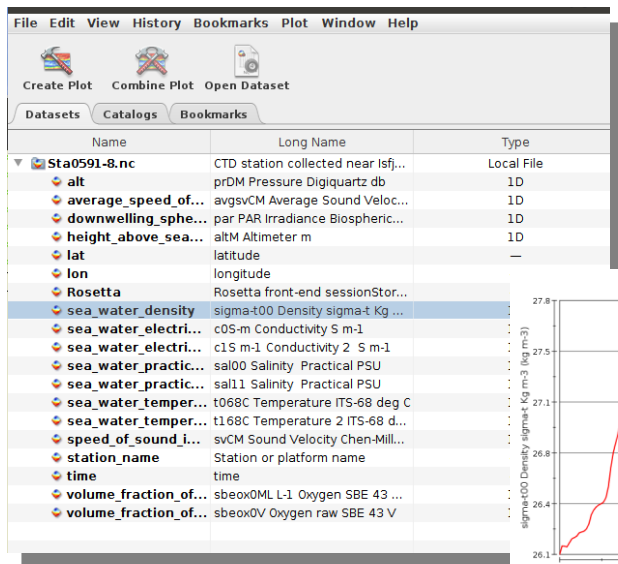 File Edit View History Bookmarks Plot Window Help
Create Plot Combine Plot Open Dataset
Datasets Catalogs Bookmarks
Name Long Name Type
Sta0591-8.nc CTD station collected near Isfj... Local File
alt prDM Pressure Digiquartz db 1D
average_speed_of... avgsvCM Average Sound Veloc... 1D
downwelling_sphe... par PAR Irradiance Biospheric... 1D
height_above_sea... altM Altimeter m 1D
lat latitude —
lon longitude
Rosetta Rosetta front-end sessionStor...
sea_water_density sigma-t00 Density sigma-t Kg ...
sea_water_electri... c0S-m Conductivity S m-1
sea_water_electri... c1S m-1 Conductivity 2 S m-1
sea_water_practic... sal00 Salinity Practical PSU
sea_water_practic... sal11 Salinity Practical PSU
sea_water_temper... t068C Temperature ITS-68 deg C
sea_water_temper... t168C Temperature 2 ITS-68 d...
speed_of_sound_i... svCM Sound Velocity Chen-Mill...
station_name Station or platform name
time time
volume_fraction_of... sbeox0ML L-1 Oxygen SBE 43 ...
volume_fraction_of... sbeox0V Oxygen raw SBE 43 V
sigma-t00 Density sigma-t Kg m-3 (kg m-3)
27.8
27.5
27.1
26.8
26.4
26.1